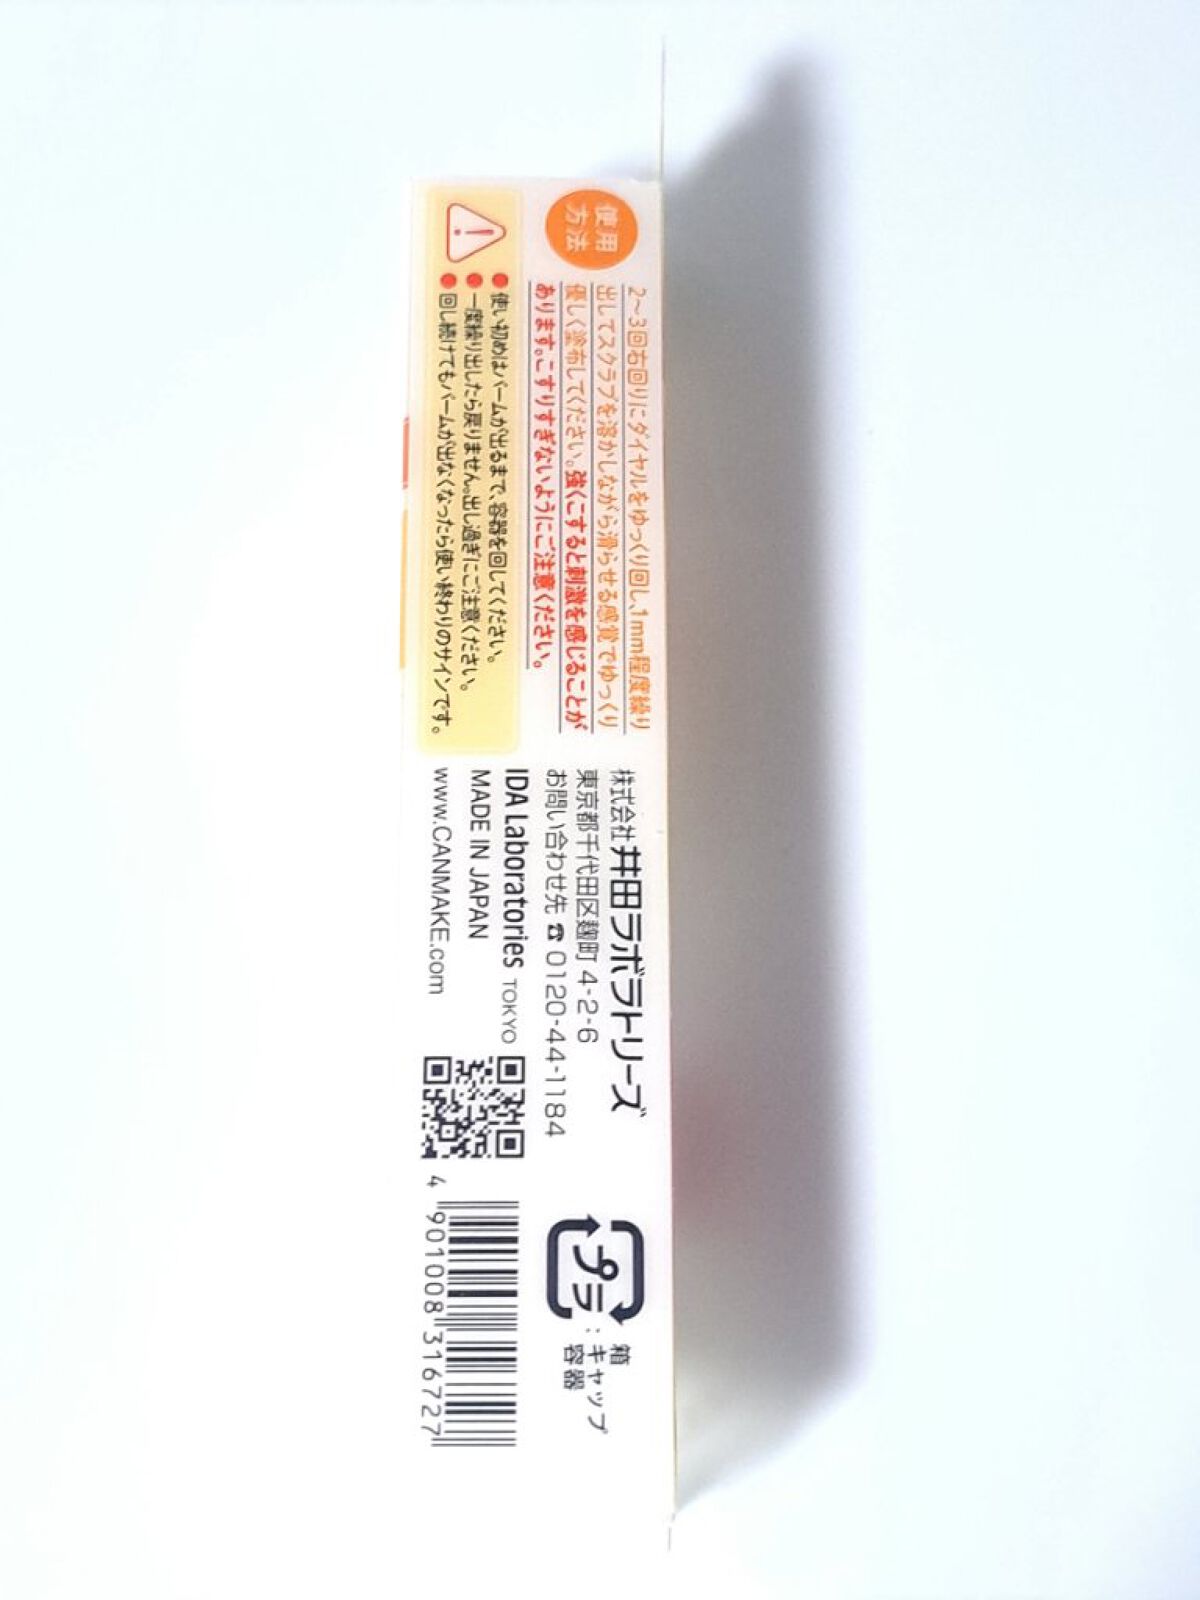 使用
方法
2～3回右回りにダイヤルをゆっくり回し、1mm程度繰り
出してスクラブを溶かしながら滑らせる感覚でゆっくり
優しく塗布してください。強くこすると刺激を感じることが
あります。こすりすぎないようにご注意ください。
●使い初めはバームが出るまで、容器を回してください。
●一度繰り出したら戻りません。出し過ぎにご注意ください。
●回し続けてもバームが出なくなったら使い終わりのサインです。
株式会社井田ラボラトリーズ
東京都千代田区麹町 4-2-6
お問い合わせ先 ☎ 0120-44-1184
IDA Laboratories TOKYO
MADE IN JAPAN
www.CANMAKE.com
プラ
:
箱
キャップ
容器
4 901008 316727